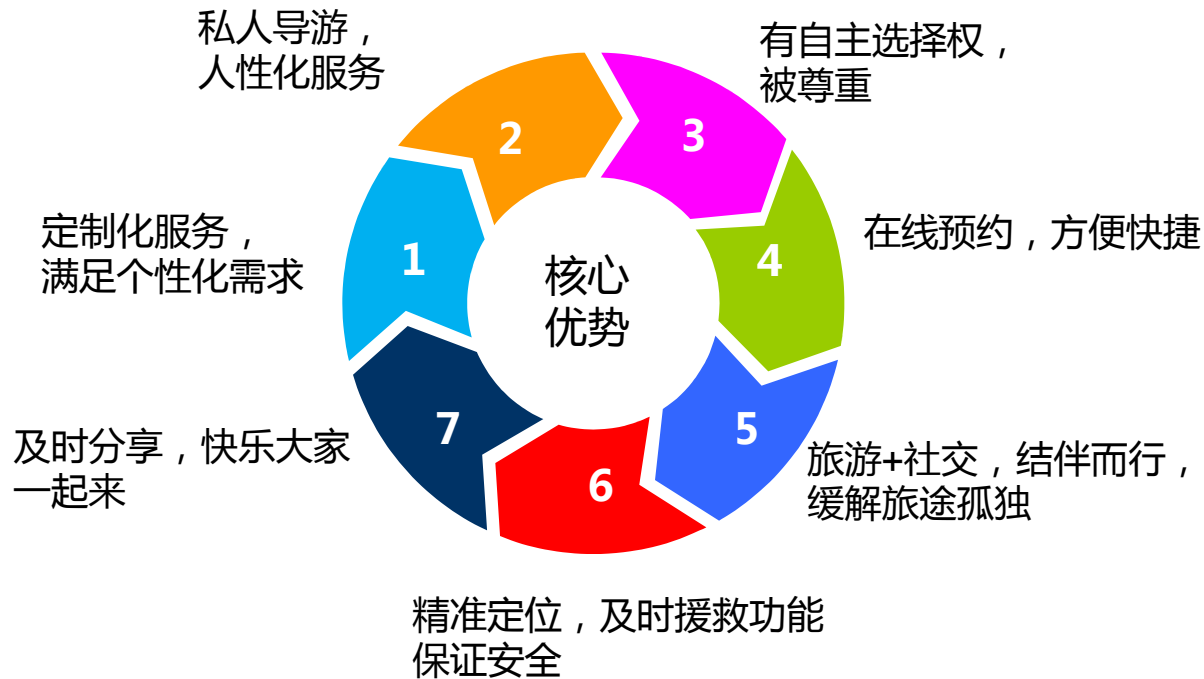 私人导游，
人性化服务
有自主选择权，
被尊重
2
3
定制化服务，
满足个性化需求
1
核心
优势
4
在线预约，方便快捷
及时分享，快乐大家
一起来
7
6
5
旅游+社交，结伴而行，
缓解旅途孤独
精准定位，及时援救功能
保证安全